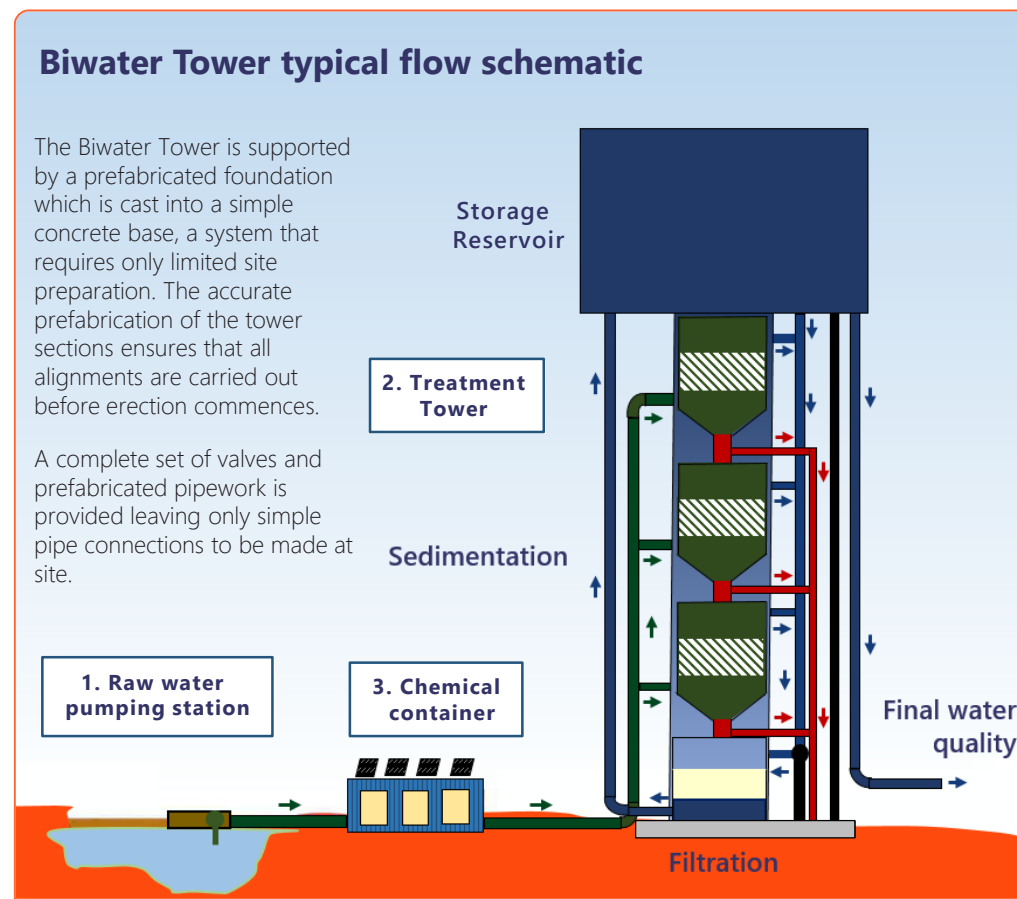 Biwater Tower typical flow schematic
The Biwater Tower is supported
by a prefabricated foundation
which is cast into a simple
concrete base, a system that
requires only limited site
preparation. The accurate
prefabrication of the tower
sections ensures that all
alignments are carried out
before erection commences.
A complete set of valves and
prefabricated pipework is
provided leaving only simple
pipe connections to be made at
site.
Storage
Reservoir
2. Treatment
Tower
Sedimentation
1. Raw water
pumping station
3. Chemical
container
Final water
quality
Filtration